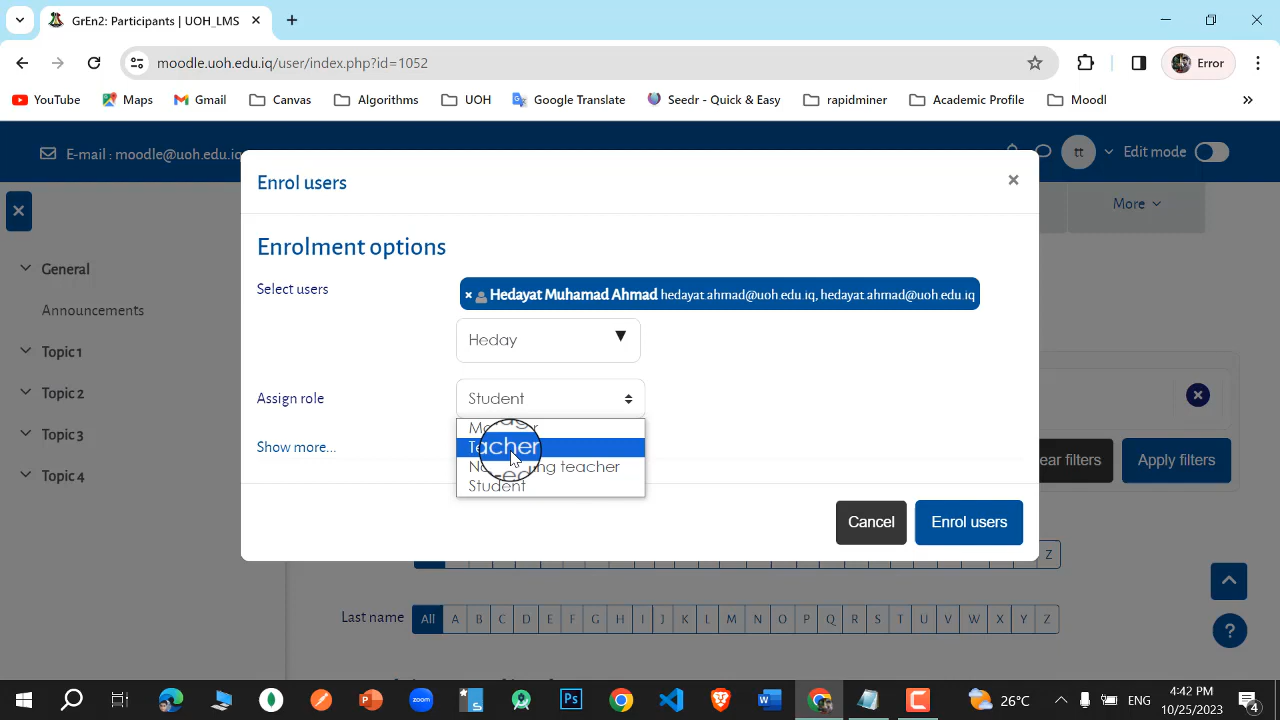 GrEn2: Participants | UOH_LMS
moodle.uoh.edu.iq/user/index.php?id=1052
Error
YouTube
Maps
Gmail
Canvas
Algorithms
UOH
Google Translate
Seedr - Quick & Easy
rapidminer
Academic Profile
Moodl
»
E-mail : moodle@uoh.edu.iq
tt
Edit mode
Enrol users
×
More
Enrolment options
General
Select users
× Hedayat Muhamad Ahmad hedayat.ahmad@uoh.edu.iq, hedayat.ahmad@uoh.edu.iq
Announcements
Heday
Topic 1
Topic 2
Assign role
Student
Topic 3
Show more...
Teacher
teacher
filters
Apply filters
Topic 4
Student
Cancel
Enrol users
Z
Last name
All A B C D E F G H I J K L M N O P Q R S T U V W X Y Z
?
26°C
ENG
4:42 PM
10/25/2023
4
zoom
Ps